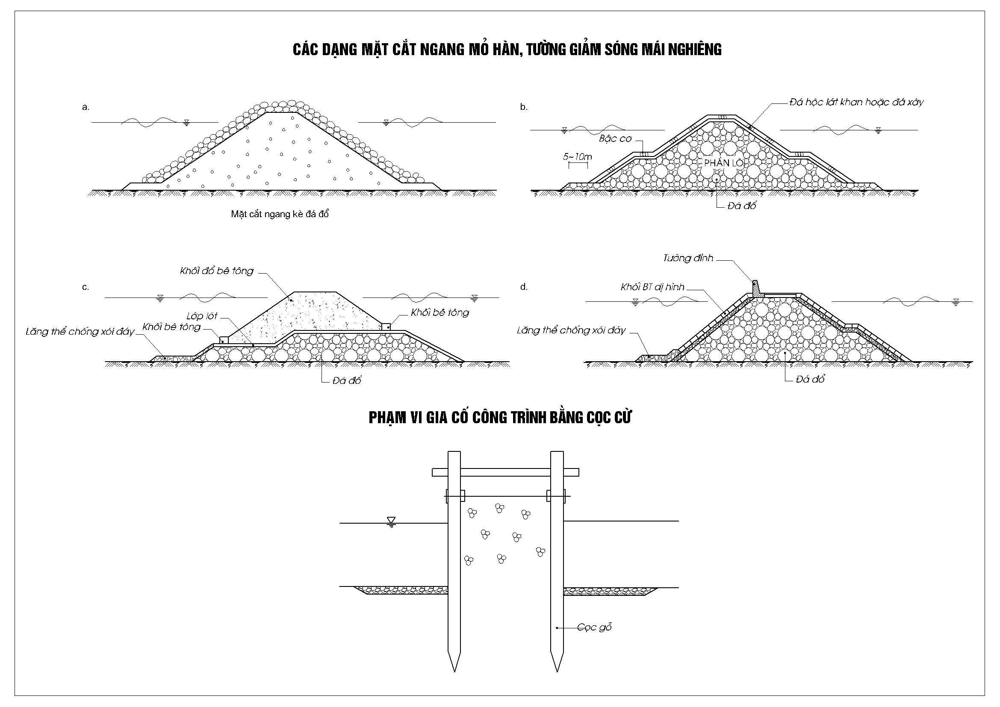 CÁC DẠNG MẶT CẮT NGANG MỎ HÀN, TƯỜNG GIẢM SÓNG MÁI NGHIÊNG
a.
Mặt cắt ngang kè đá đổ
b.
Đá hộc lát khan hoặc đá xây
Bậc cơ
5~10m
PHẦN LÕI
Đá đổ
c.
Khối đổ bê tông
Lớp lót
Khối bê tông
Khối bê tông
Lăng thể chống xói đáy
Đá đổ
d.
Tường đỉnh
Khối BT dị hình
Lăng thể chống xói đáy
Đá đổ
PHẠM VI GIA CỐ CÔNG TRÌNH BẰNG CỌC CỪ
Cọc gỗ